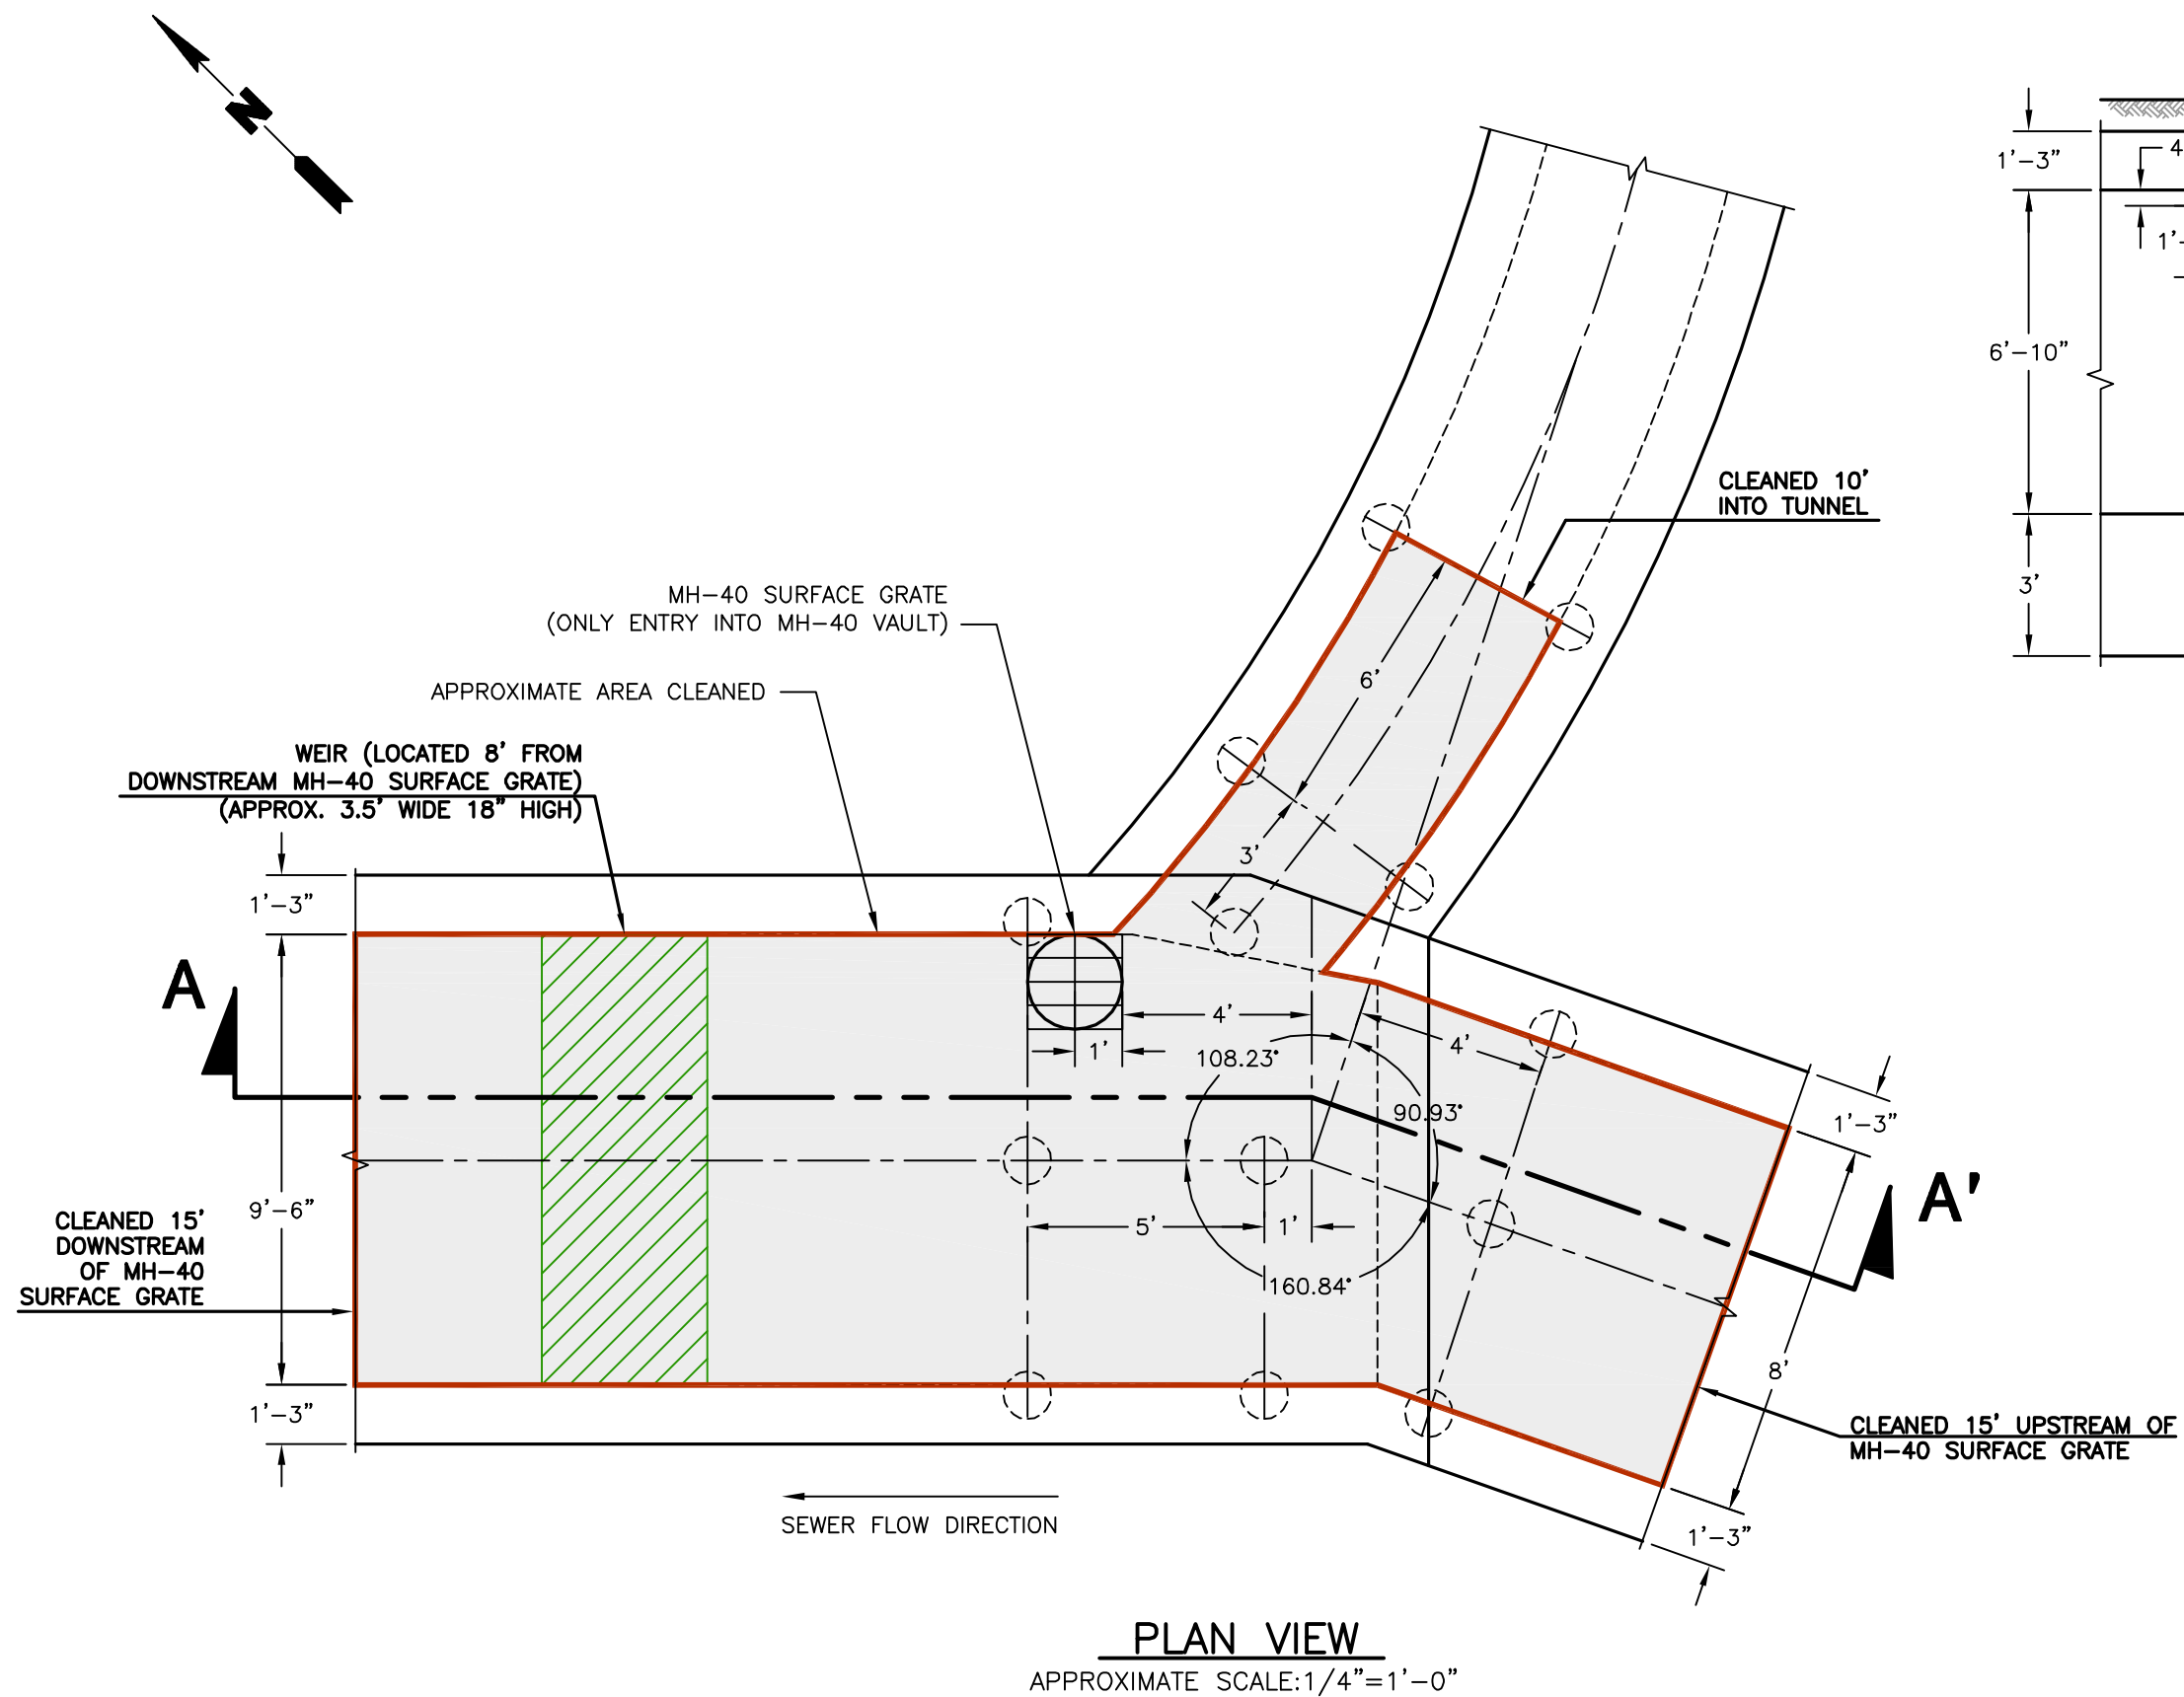 N
1'-3"
4
1'-
6'-10"
3'
CLEANED 10'
INTO TUNNEL
MH-40 SURFACE GRATE
(ONLY ENTRY INTO MH-40 VAULT)
6'
APPROXIMATE AREA CLEANED
WEIR (LOCATED 8' FROM
DOWNSTREAM MH-40 SURFACE GRATE)
(APPROX. 3.5' WIDE 18" HIGH)
3'
1'-3"
A
4'
1'
4'
108.23°
90.93°
1'-3"
9'-6"
A'
CLEANED 15'
DOWNSTREAM
OF MH-40
SURFACE GRATE
5'
1'
160.84°
8'
1'-3"
CLEANED 15' UPSTREAM OF
MH-40 SURFACE GRATE
SEWER FLOW DIRECTION
1'-3"
PLAN VIEW
APPROXIMATE SCALE:1/4"=1'-0"